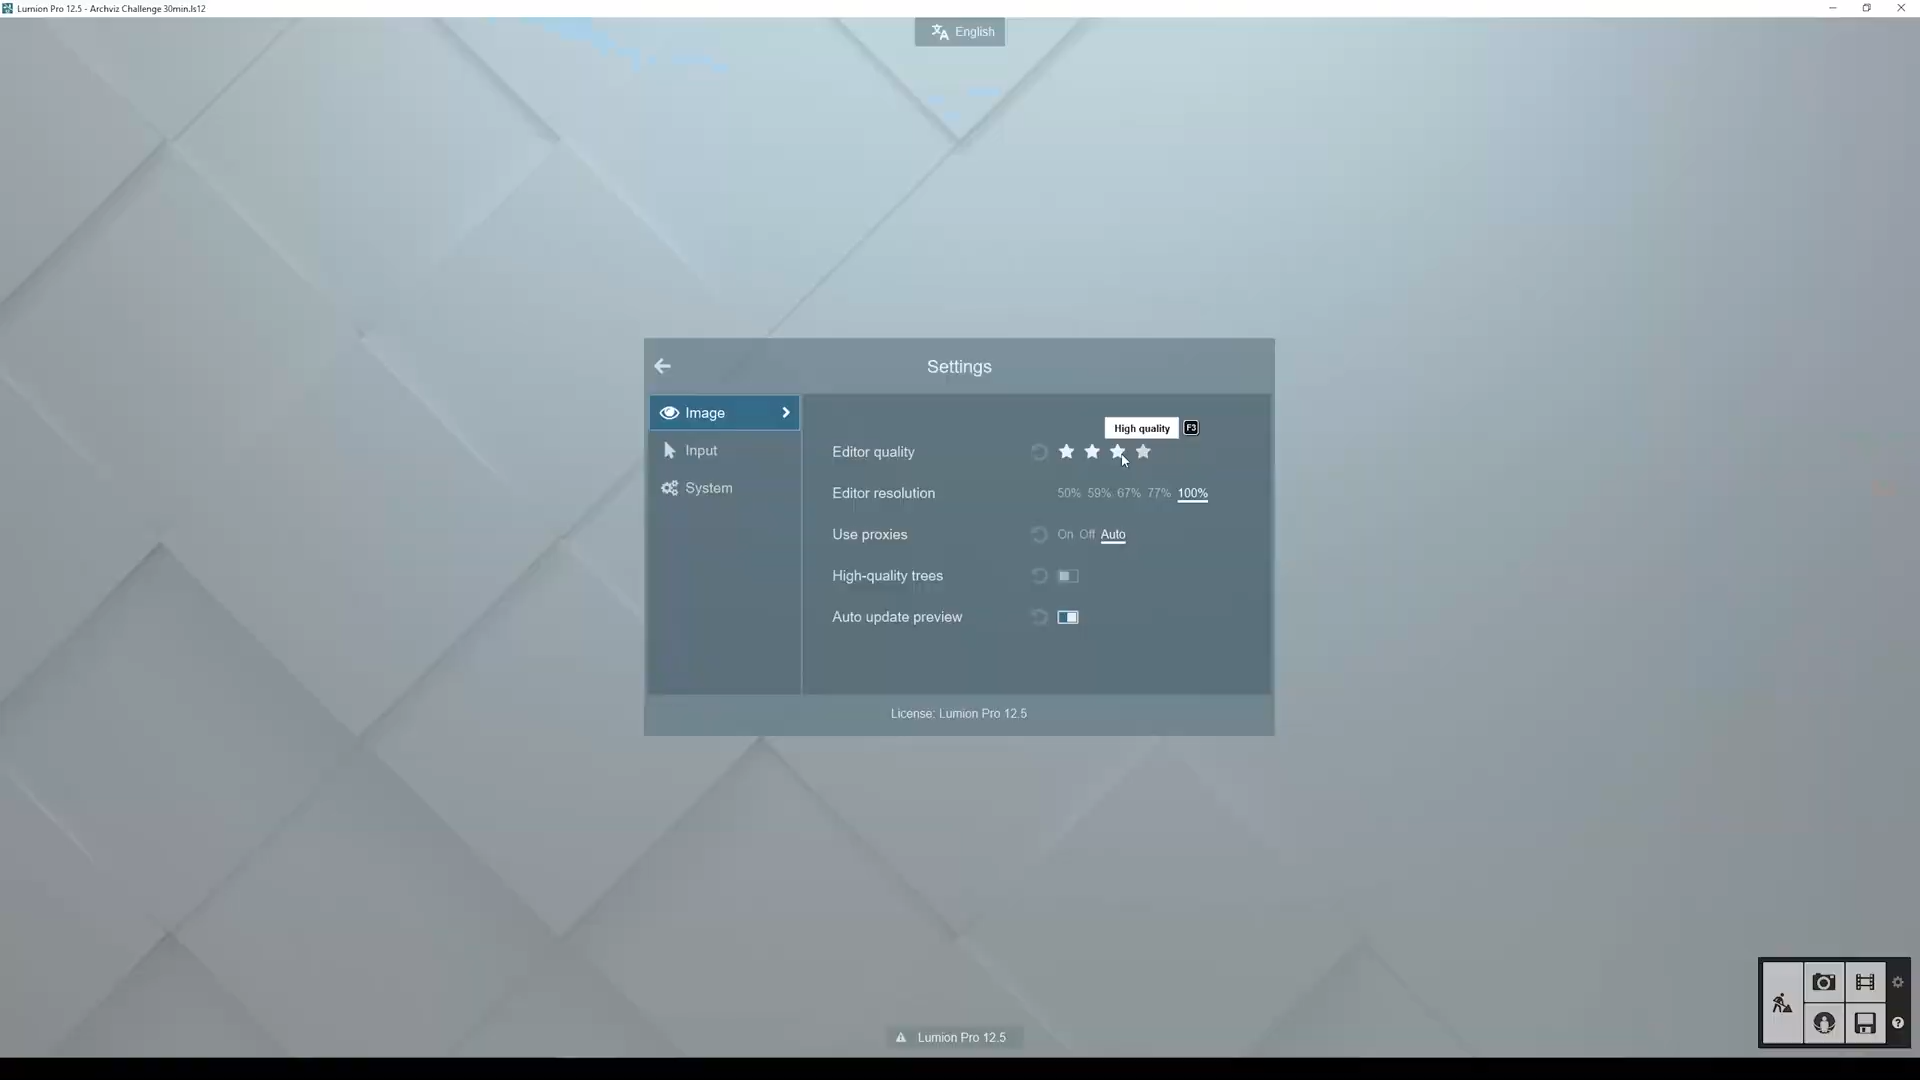 Lumion Pro 12.5 - Archviz Challenge 30min.ls12
English
Settings
Image
Input
System
High quality F3
Editor quality
Editor resolution 50% 59% 67% 77% 100%
Use proxies On Off Auto
High-quality trees
Auto update preview
License: Lumion Pro 12.5
?
Lumion Pro 12.5